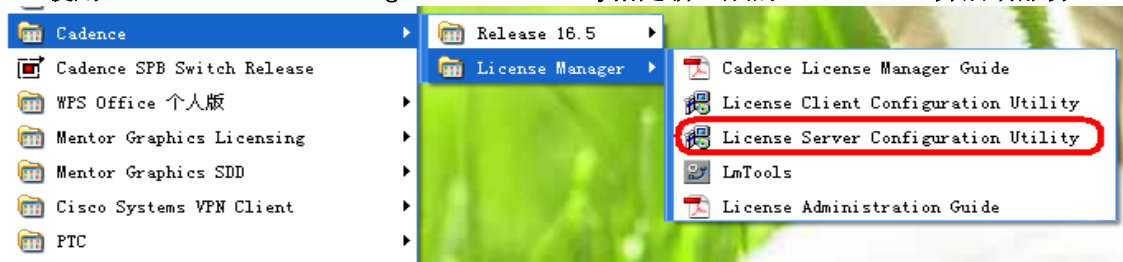 Cadence
Cadence SPB Switch Release
WPS Office 个人版
Mentor Graphics Licensing
Mentor Graphics SDD
Cisco Systems VPN Client
PTC
Release 16.5
License Manager
Cadence License Manager Guide
License Client Configuration Utility
License Server Configuration Utility
LmTools
License Administration Guide